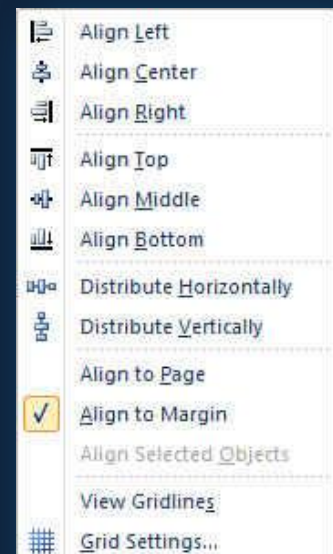 Align Left
Align Center
Align Right
Align Top
Align Middle
Align Bottom
Distribute Horizontally
Distribute Vertically
Align to Page
Align to Margin
Align Selected Objects
View Gridlines
Grid Settings...